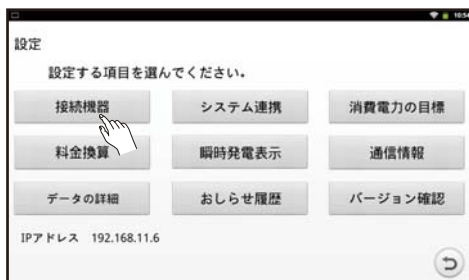 10:54
設定
設定する項目を選んでください。
接続機器 システム連携 消費電力の目標
料金換算 瞬時発電表示 通信情報
データの詳細 おしらせ履歴 バージョン確認
IPアドレス 192.168.11.6